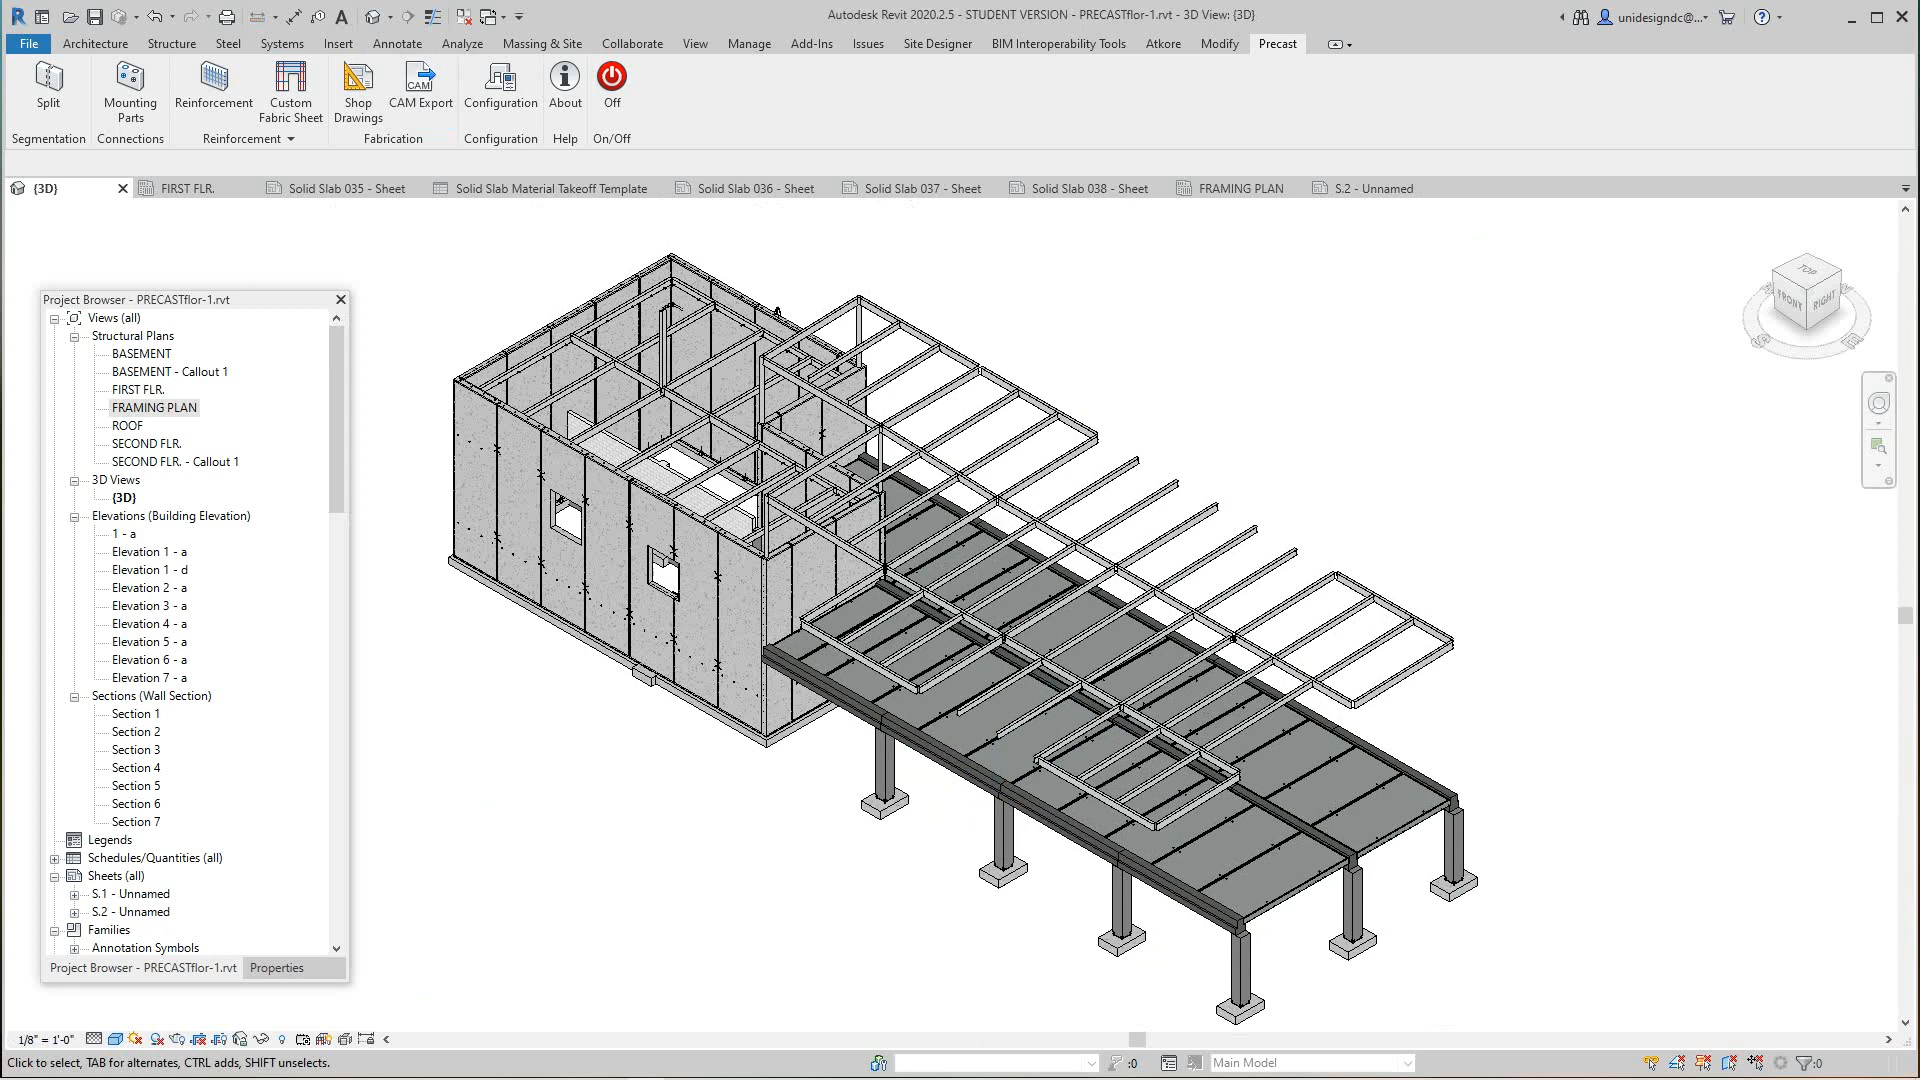 Autodesk Revit 2020.2.5 - STUDENT VERSION - PRECASTflor-1.rvt - 3D View: {3D}
unidesigndc@...
File Architecture Structure Steel Systems Insert Annotate Analyze Massing & Site Collaborate View Manage Add-Ins Issues Site Designer BIM Interoperability Tools Atkore Modify Precast
CAM
Split Mounting Parts Reinforcement Custom Fabric Sheet Shop Drawings CAM Export Configuration About Off
Segmentation Connections Reinforcement Fabrication Configuration Help On/Off
{3D} FIRST FLR. Solid Slab 035 - Sheet Solid Slab Material Takeoff Template Solid Slab 036 - Sheet Solid Slab 037 - Sheet Solid Slab 038 - Sheet FRAMING PLAN S.2 - Unnamed
TOP
FRONT RIGHT
Project Browser - PRECASTflor-1.rvt
Views (all)
Structural Plans
BASEMENT
BASEMENT - Callout 1
FIRST FLR.
FRAMING PLAN
ROOF
SECOND FLR.
SECOND FLR. - Callout 1
3D Views
{3D}
Elevations (Building Elevation)
1 - a
Elevation 1 - a
Elevation 1 - d
Elevation 2 - a
Elevation 3 - a
Elevation 4 - a
Elevation 5 - a
Elevation 6 - a
Elevation 7 - a
Sections (Wall Section)
Section 1
Section 2
Section 3
Section 4
Section 5
Section 6
Section 7
Legends
Schedules/Quantities (all)
Sheets (all)
S.1 - Unnamed
S.2 - Unnamed
Families
Annotation Symbols
Project Browser - PRECASTflor-1.rvt Properties
1/8" = 1'-0"
Click to select, TAB for alternates, CTRL adds, SHIFT unselects. :0 Main Model :0